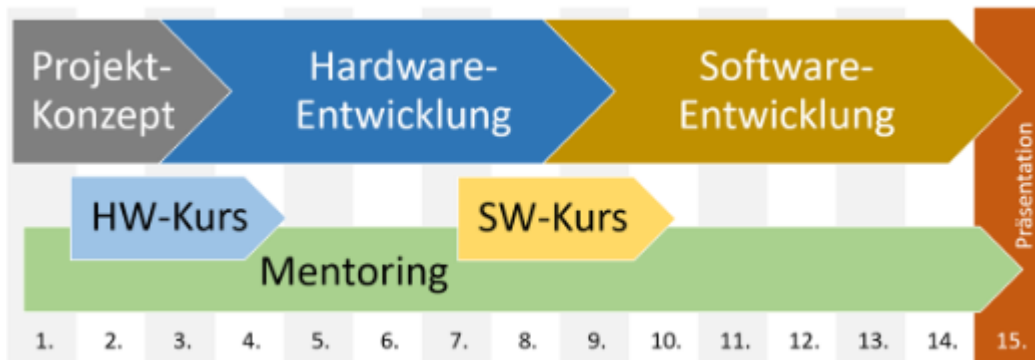 Projekt-
Konzept
Hardware-
Entwicklung
Software-
Entwicklung
Präsentation
HW-Kurs
SW-Kurs
Mentoring
1. 2. 3. 4. 5. 6. 7. 8. 9. 10. 11. 12. 13. 14. 15.